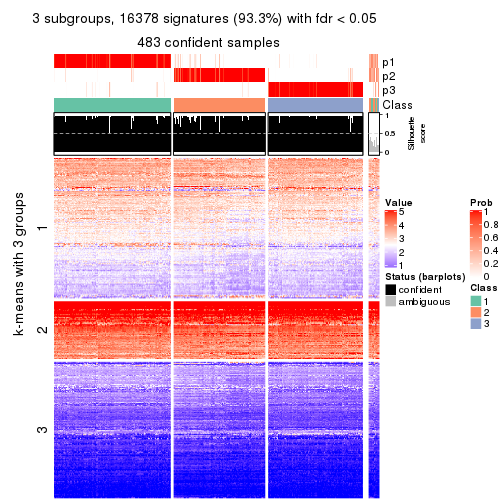 3 subgroups, 16378 signatures (93.3%) with fdr < 0.05
483 confident samples
p1
p2
p3
Class
1
0.5
0
Silhouette
score
k-means with 3 groups
1
2
3
Value
5
4
3
2
1
Status (barplots)
confident
ambiguous
Prob
1
0.8
0.6
0.4
0.2
0
Class
1
2
3